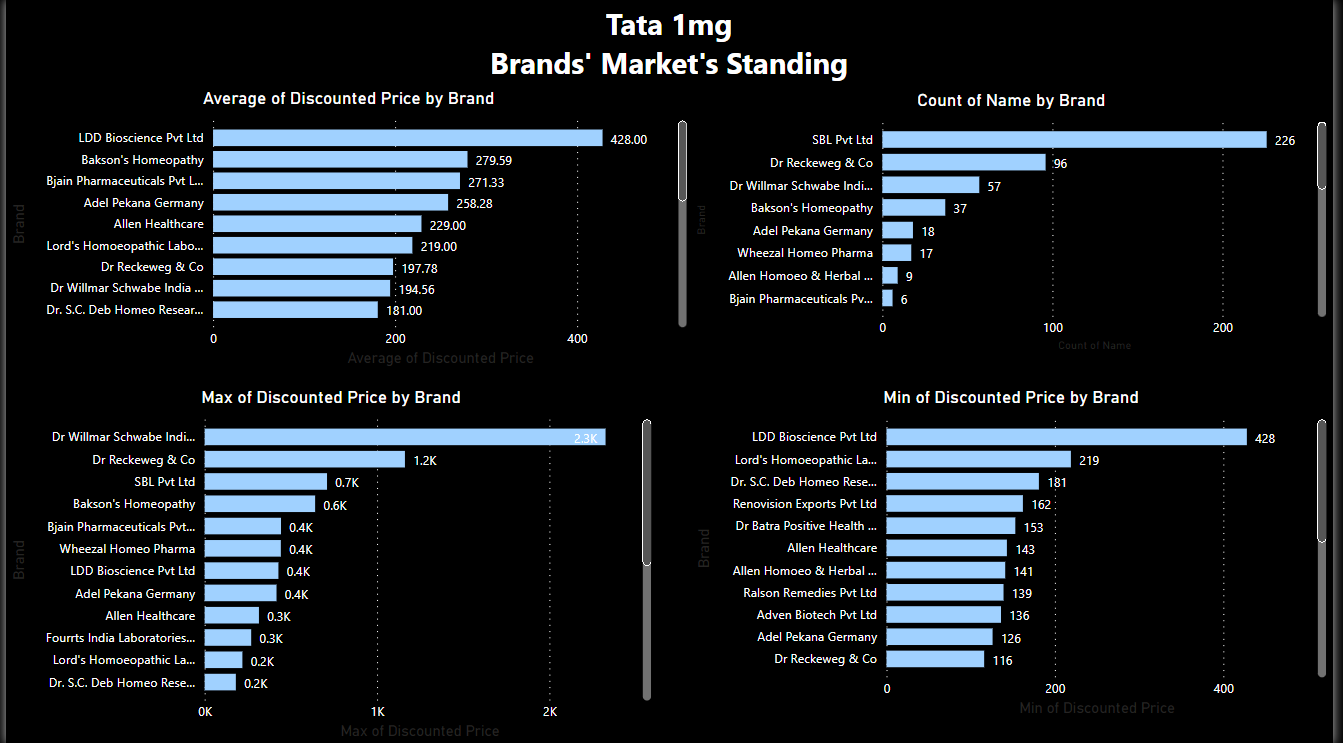 Tata 1mg
Brands' Market's Standing
Average of Discounted Price by Brand
Brand
LDD Bioscience Pvt Ltd 428.00
Bakson's Homeopathy 279.59
Bjain Pharmaceuticals Pvt L... 271.33
Adel Pekana Germany 258.28
Allen Healthcare 229.00
Lord's Homoeopathic Labo... 219.00
Dr Reckeweg & Co 197.78
Dr Willmar Schwabe India ... 194.56
Dr. S.C. Deb Homeo Resear... 181.00
0 200 400
Average of Discounted Price
Count of Name by Brand
Brand
SBL Pvt Ltd 226
Dr Reckeweg & Co 96
Dr Willmar Schwabe Indi... 57
Bakson's Homeopathy 37
Adel Pekana Germany 18
Wheezal Homeo Pharma 17
Allen Homoeo & Herbal ... 9
Bjain Pharmaceuticals Pv... 6
0 100 200
Count of Name
Max of Discounted Price by Brand
Brand
Dr Willmar Schwabe Indi... 2.3K
Dr Reckeweg & Co 1.2K
SBL Pvt Ltd 0.7K
Bakson's Homeopathy 0.6K
Bjain Pharmaceuticals Pvt... 0.4K
Wheezal Homeo Pharma 0.4K
LDD Bioscience Pvt Ltd 0.4K
Adel Pekana Germany 0.4K
Allen Healthcare 0.3K
Fourrts India Laboratories... 0.3K
Lord's Homoeopathic La... 0.2K
Dr. S.C. Deb Homeo Rese... 0.2K
0K 1K 2K
Max of Discounted Price
Min of Discounted Price by Brand
Brand
LDD Bioscience Pvt Ltd 428
Lord's Homoeopathic La... 219
Dr. S.C. Deb Homeo Rese... 181
Renovision Exports Pvt Ltd 162
Dr Batra Positive Health ... 153
Allen Healthcare 143
Allen Homoeo & Herbal ... 141
Ralson Remedies Pvt Ltd 139
Adven Biotech Pvt Ltd 136
Adel Pekana Germany 126
Dr Reckeweg & Co 116
0 200 400
Min of Discounted Price